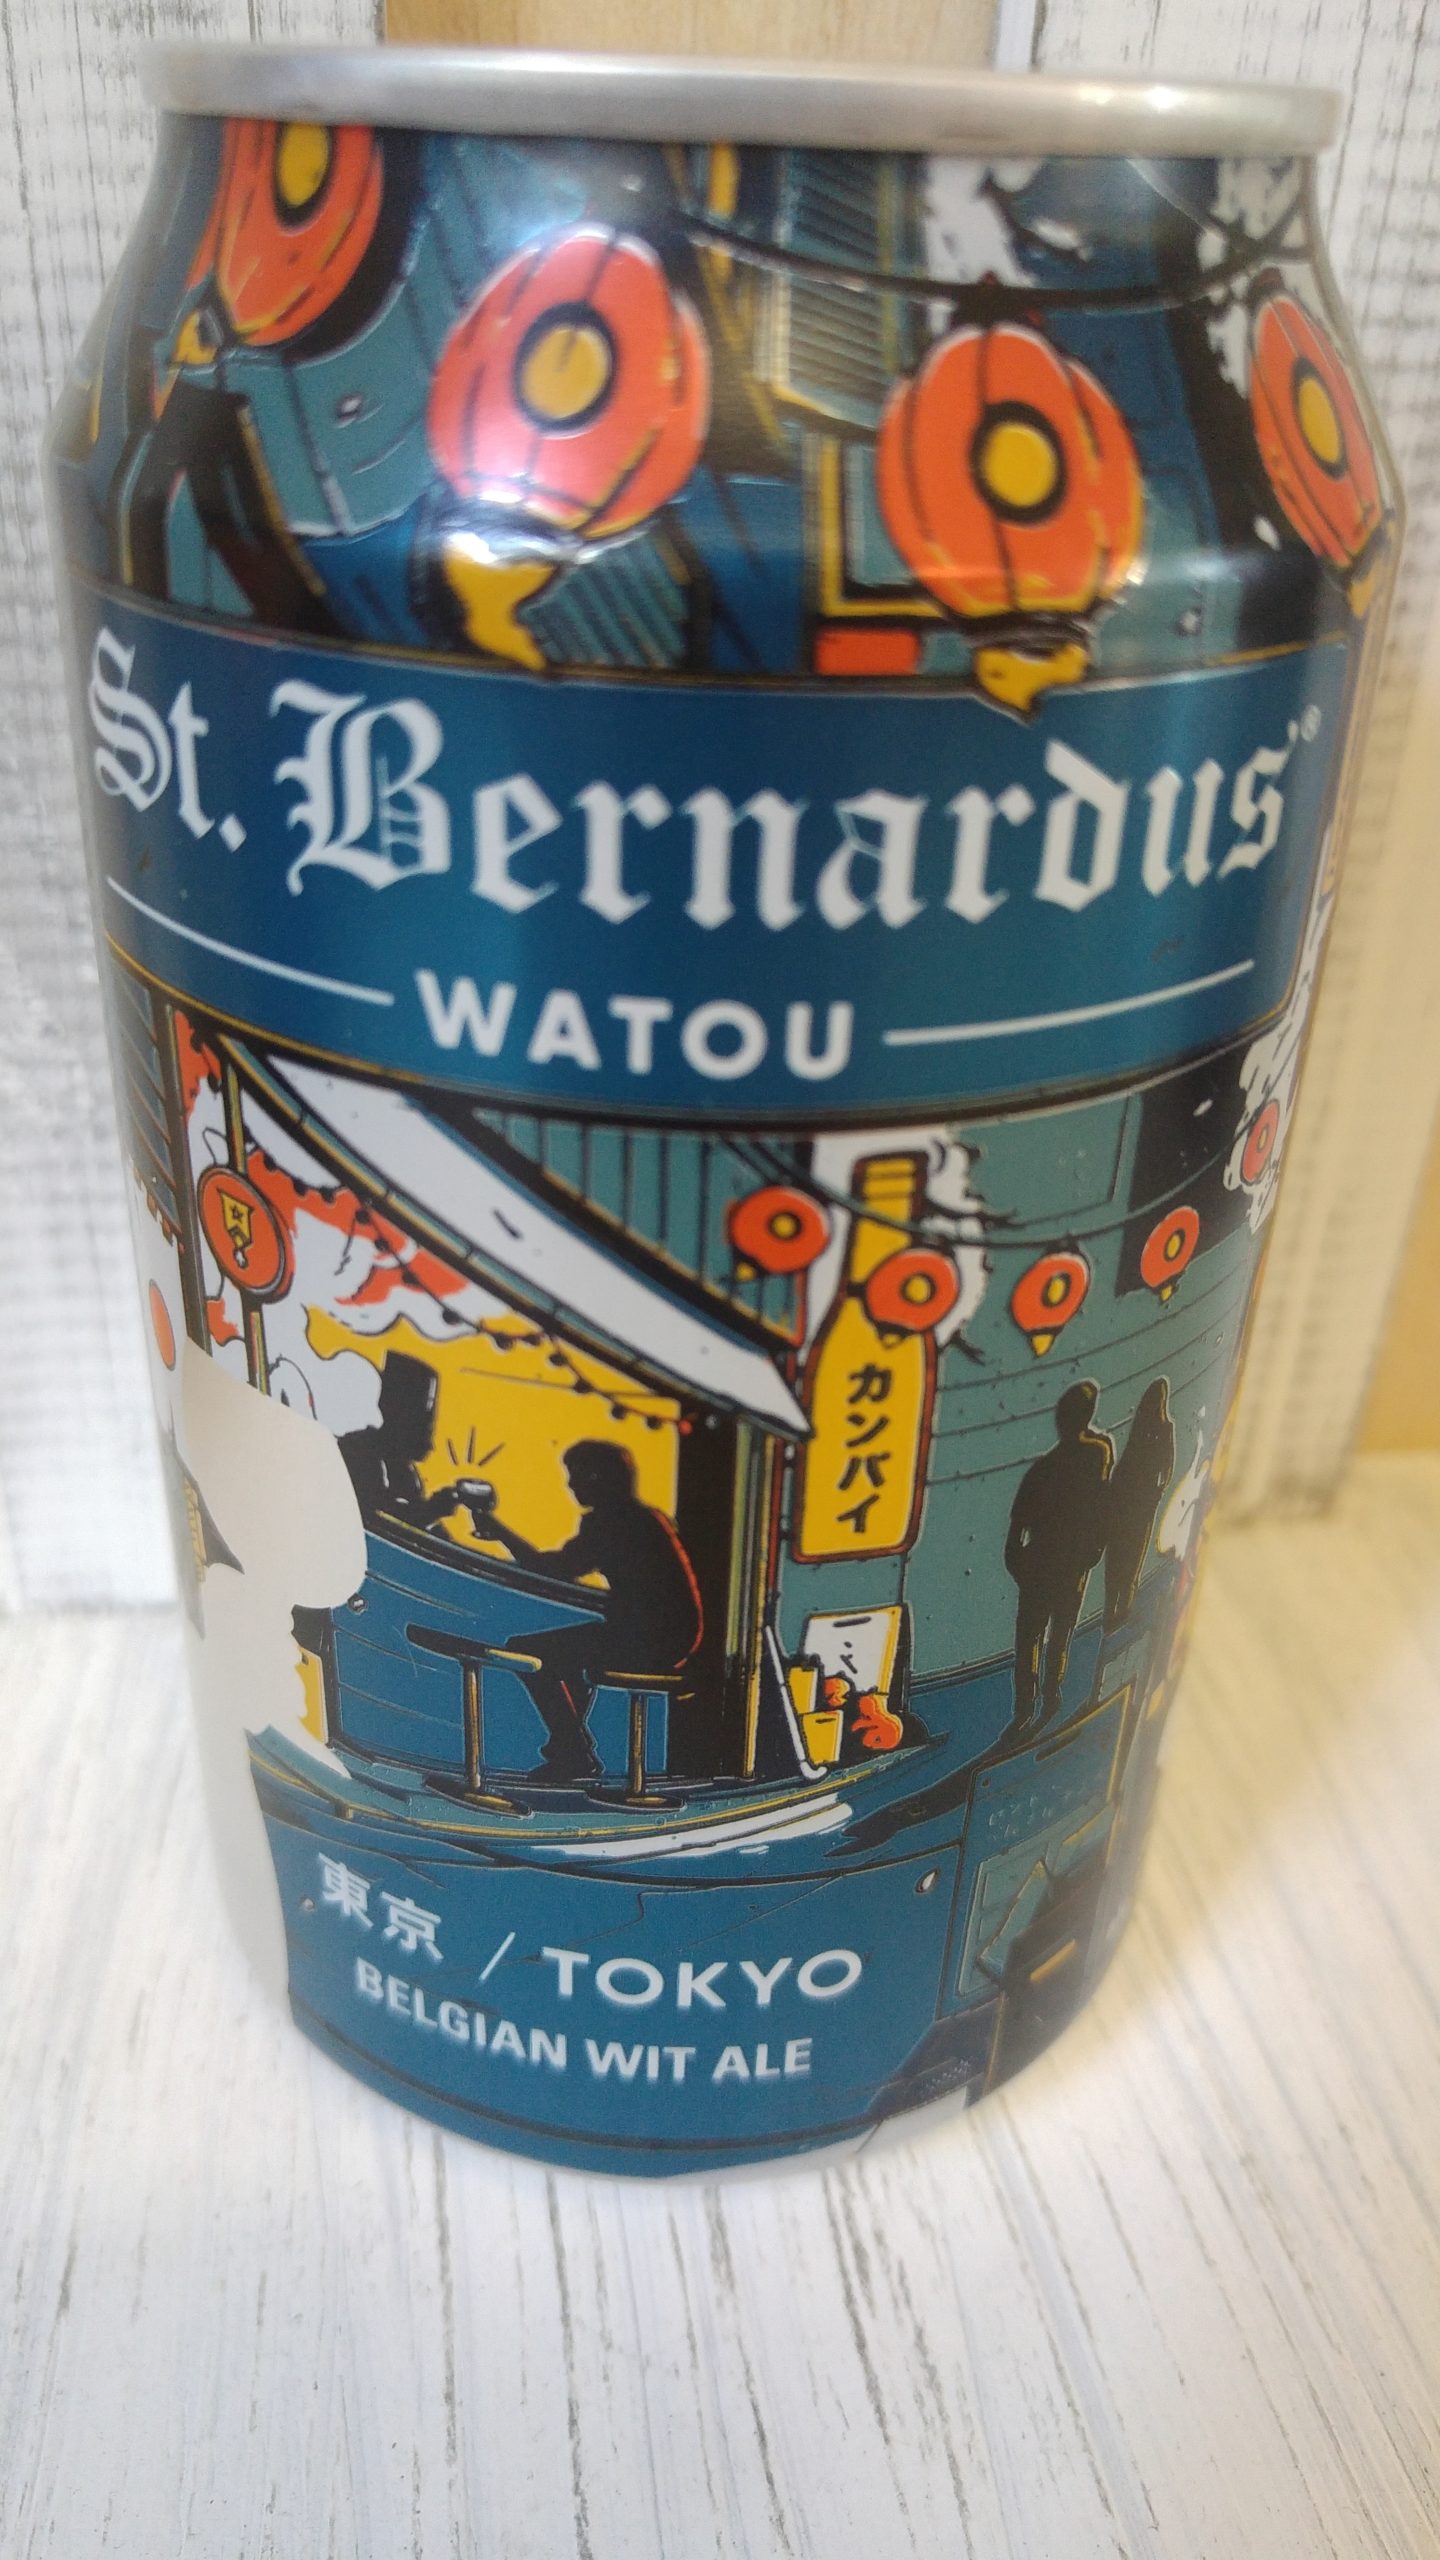 St. Bernardus®
WATOU
カンパイ
東京 / TOKYO
BELGIAN WIT ALE